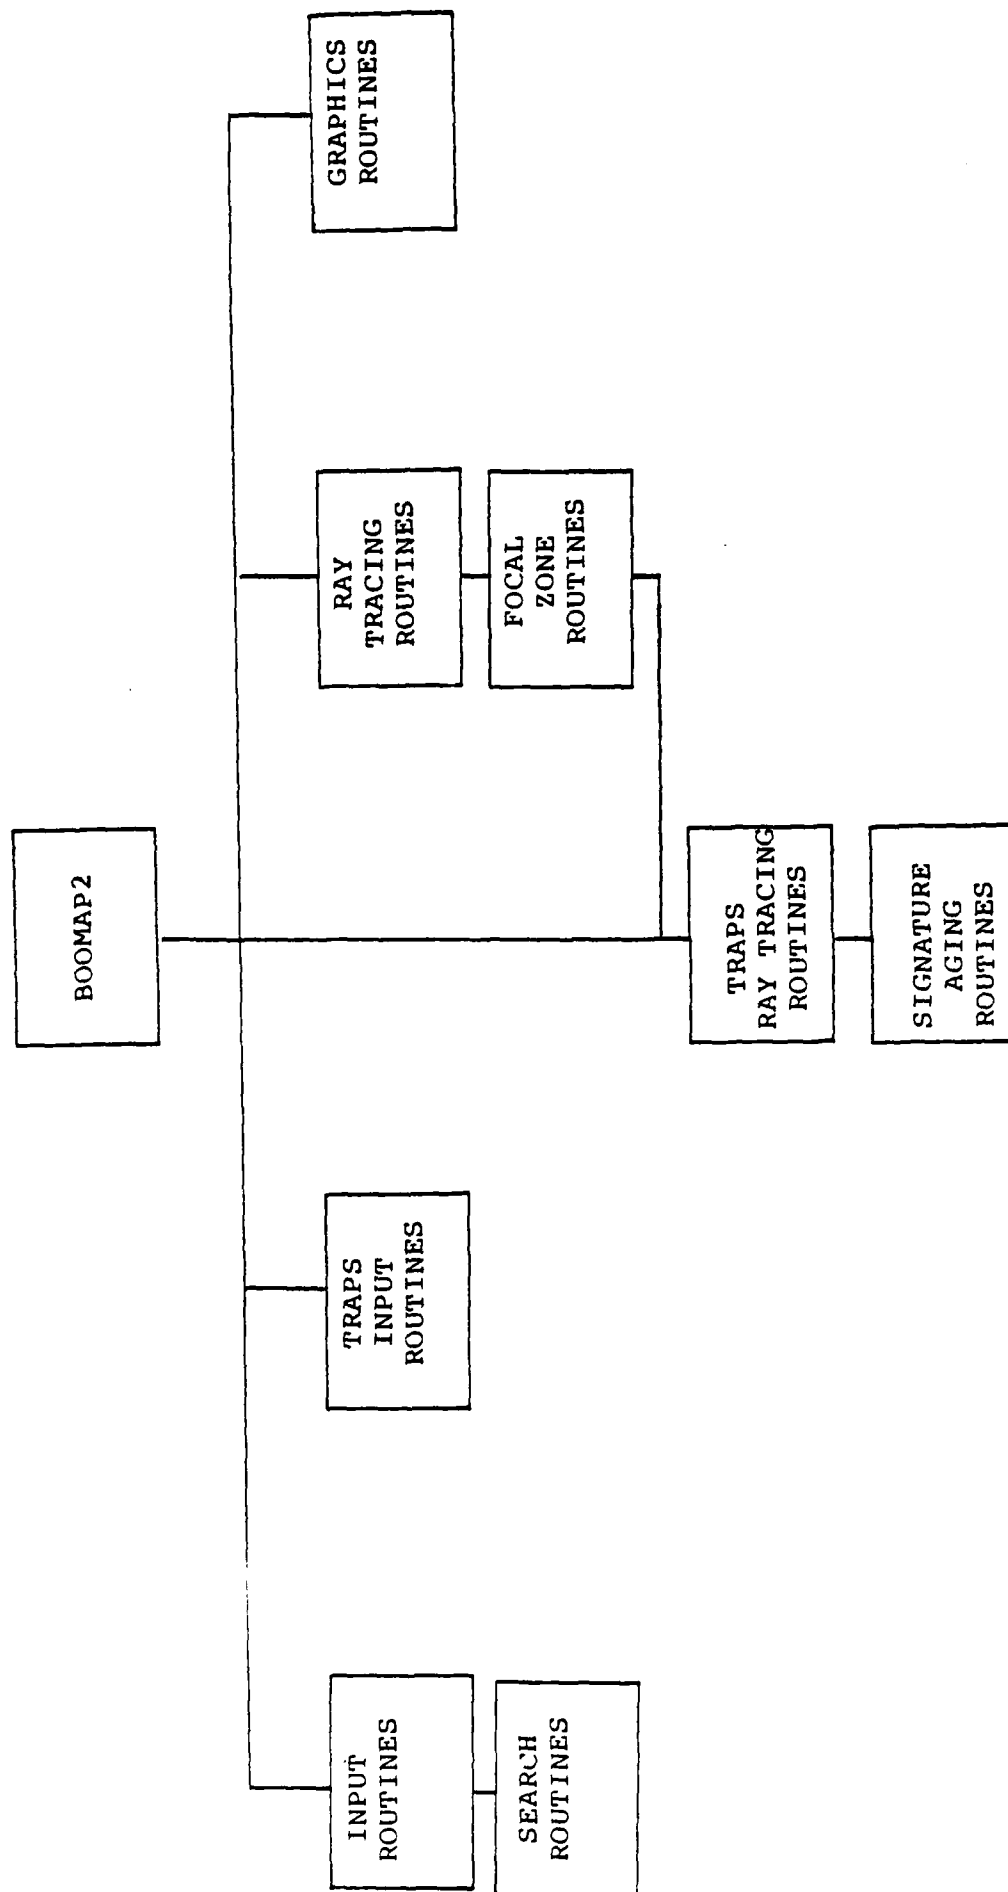 BOOMAP2
INPUT
ROUTINES
SEARCH
ROUTINES
TRAPS
INPUT
ROUTINES
TRAPS
RAY TRACING
ROUTINES
SIGNATURE
AGING
ROUTINES
RAY
TRACING
ROUTINES
FOCAL
ZONE
ROUTINES
GRAPHICS
ROUTINES